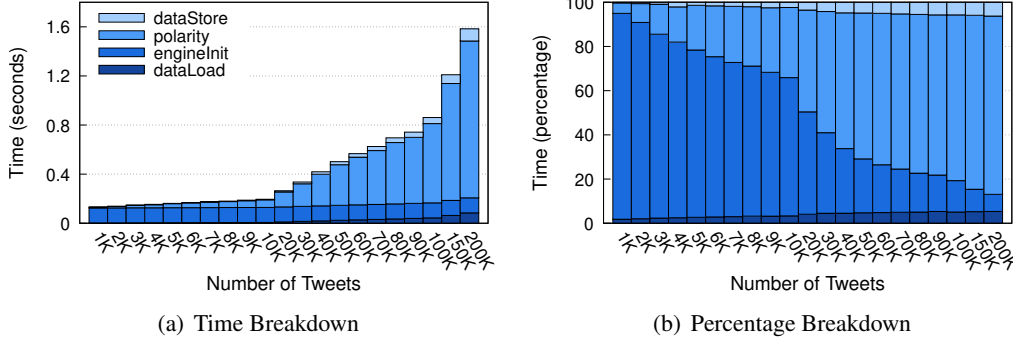 dataStore
polarity
engineInit
dataLoad
Time (seconds)
1.6
1.2
0.8
0.4
0
1K 2K 3K 4K 5K 6K 7K 8K 9K 10K 20K 30K 40K 50K 60K 70K 80K 90K 100K 150K 200K
Number of Tweets
(a) Time Breakdown
Time (percentage)
100
80
60
40
20
0
1K 2K 3K 4K 5K 6K 7K 8K 9K 10K 20K 30K 40K 50K 60K 70K 80K 90K 100K 150K 200K
Number of Tweets
(b) Percentage Breakdown